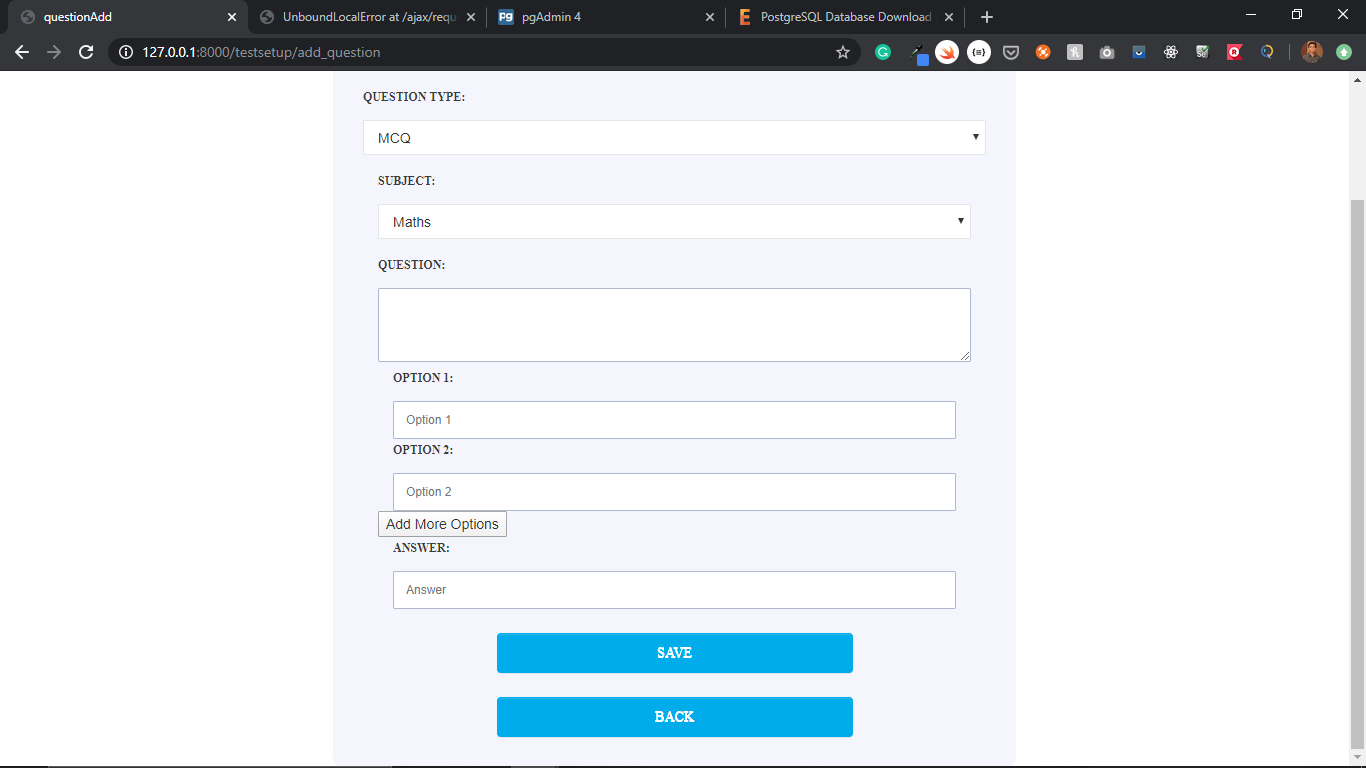 questionAdd
UnboundLocalError at /ajax/requ
pgAdmin 4
PostgreSQL Database Download
127.0.0.1:8000/testsetup/add_question
QUESTION TYPE:
MCQ
SUBJECT:
Maths
QUESTION:
OPTION 1:
Option 1
OPTION 2:
Option 2
Add More Options
ANSWER:
Answer
SAVE
BACK